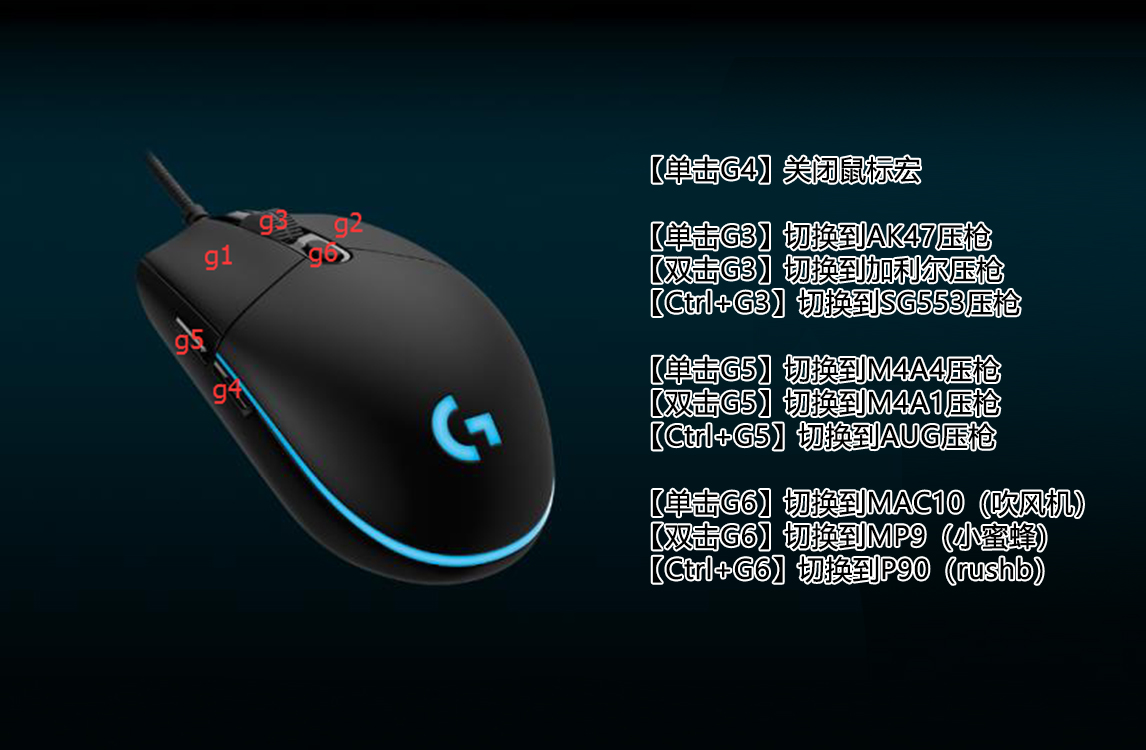 【单击G4】关闭鼠标宏
【单击G3】切换到AK47压枪
【双击G3】切换到加利尔压枪
【Ctrl+G3】切换到SG553压枪
【单击G5】切换到M4A4压枪
【双击G5】切换到M4A1压枪
【Ctrl+G5】切换到AUG压枪
【单击G6】切换到MAC10（吹风机）
【双击G6】切换到MP9（小蜜蜂）
【Ctrl+G6】切换到P90（rushb）
g3
g2
g1
g6
g5
g4
G